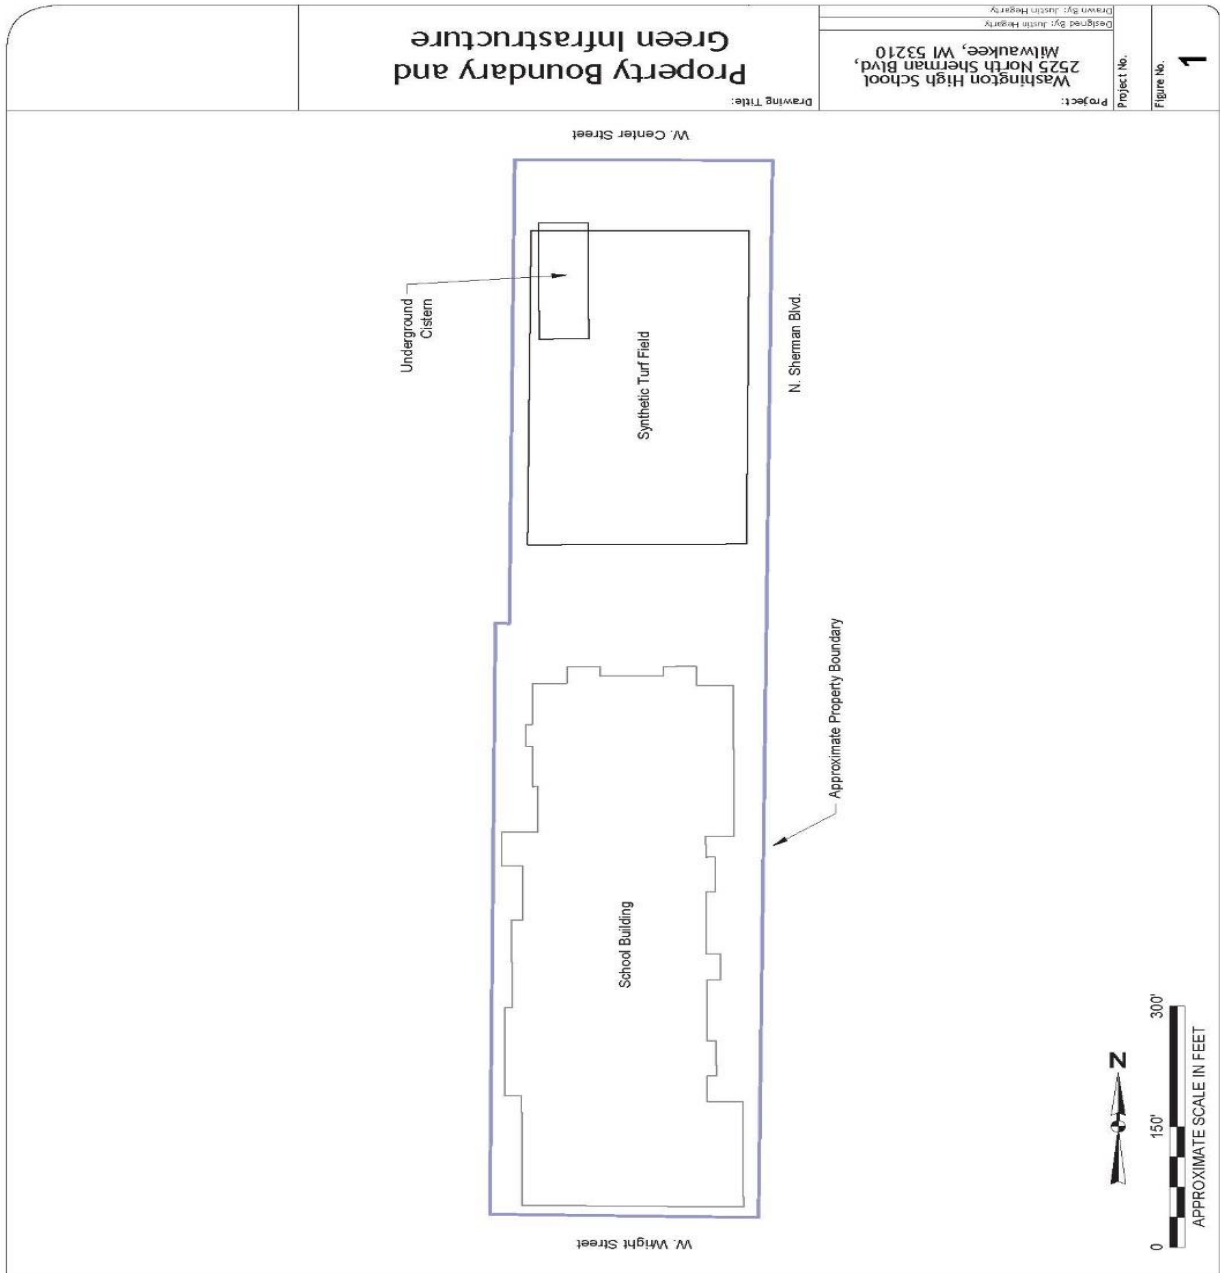 Drawing Title:
Property Boundary and
Green Infrastructure
Project:
Washington High School
2525 North Sherman Blvd,
Milwaukee, WI 53210
Designed By: Justin Hegarty
Drawn By: Justin Hegarty
Project No.
Figure No.
1
W. Center Street
Underground
Cistern
Synthetic Turf Field
N. Sherman Blvd.
Approximate Property Boundary
School Building
W. Wright Street
N
0 150' 300'
APPROXIMATE SCALE IN FEET